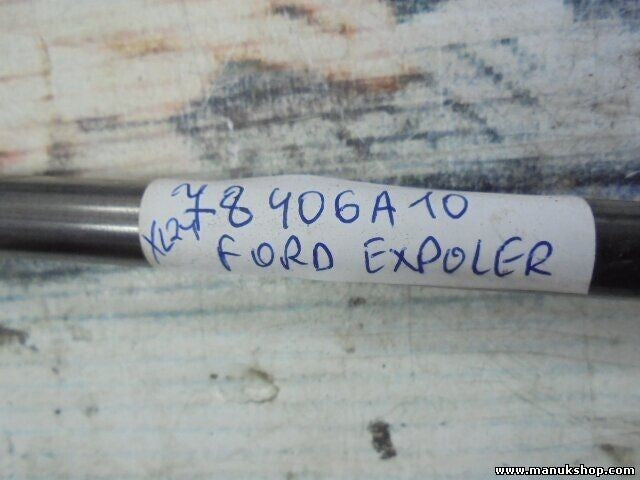 XL24
78406A10
FORD EXPOLER
www.manukshop.com